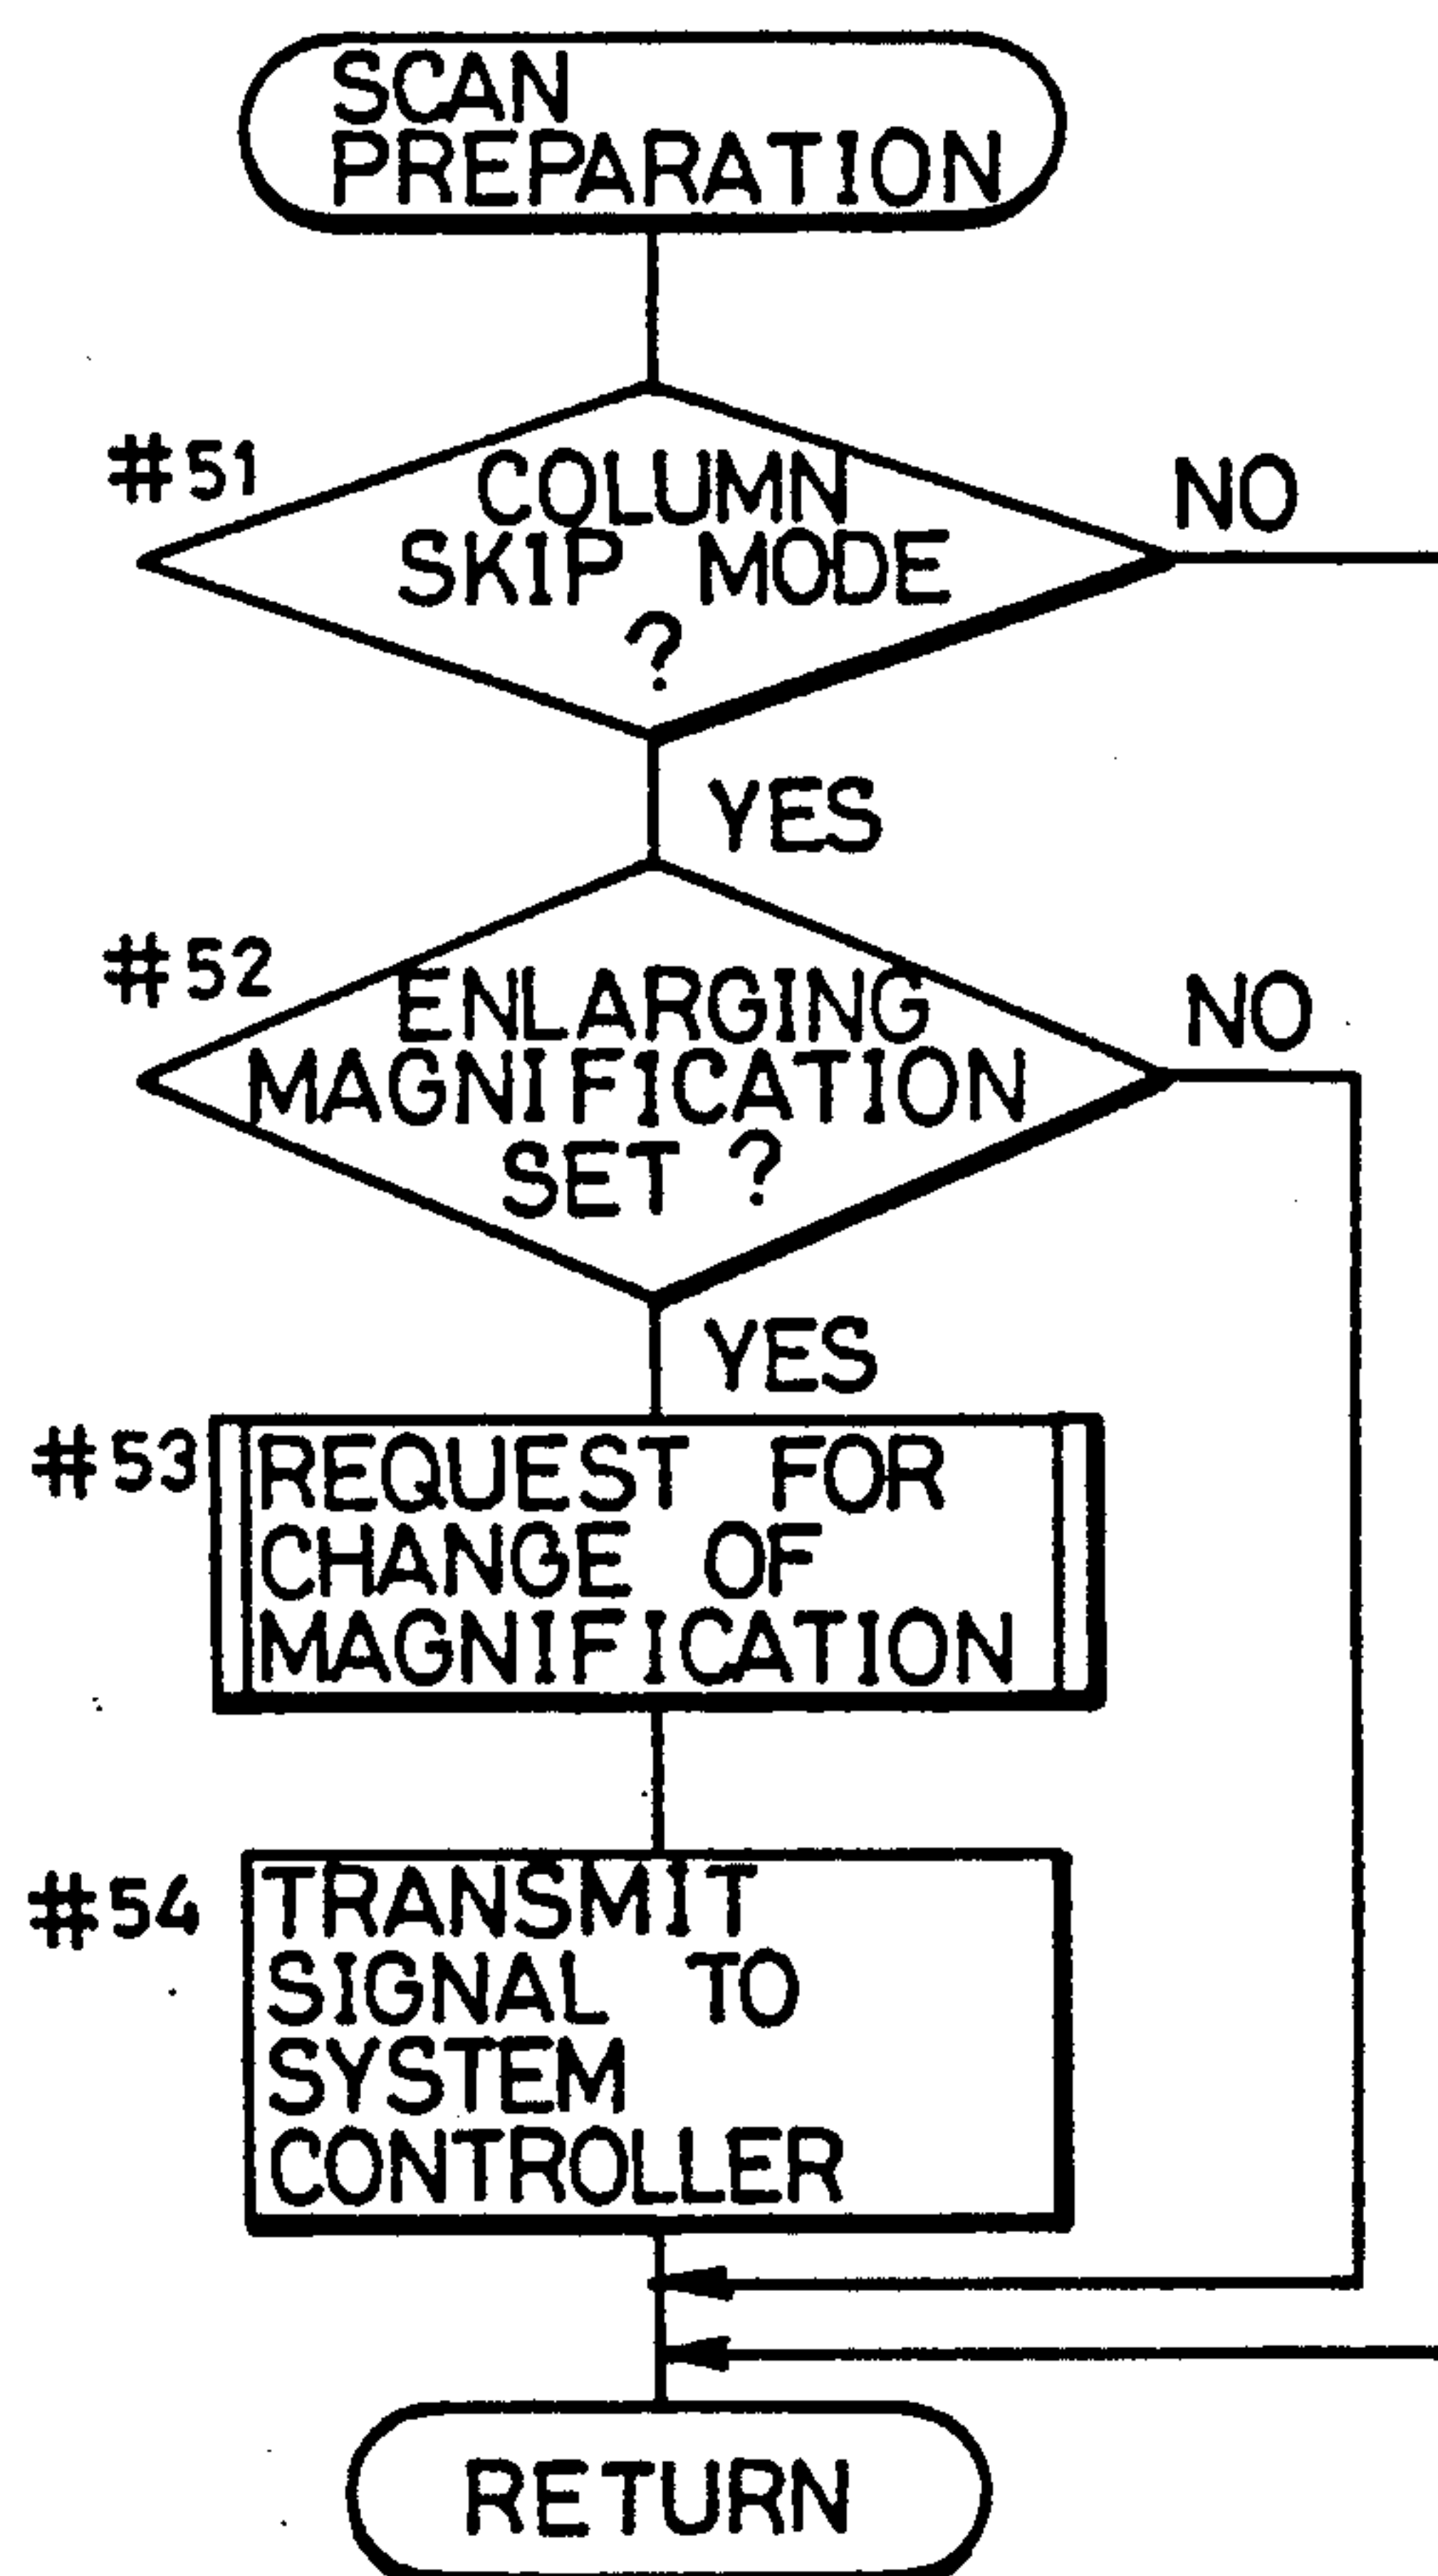 SCAN
PREPARATION
#51
COLUMN
SKIP MODE
?
NO
YES
#52
ENLARGING
MAGNIFICATION
SET ?
NO
YES
#53
REQUEST FOR
CHANGE OF
MAGNIFICATION
#54
TRANSMIT
SIGNAL TO
SYSTEM
CONTROLLER
RETURN